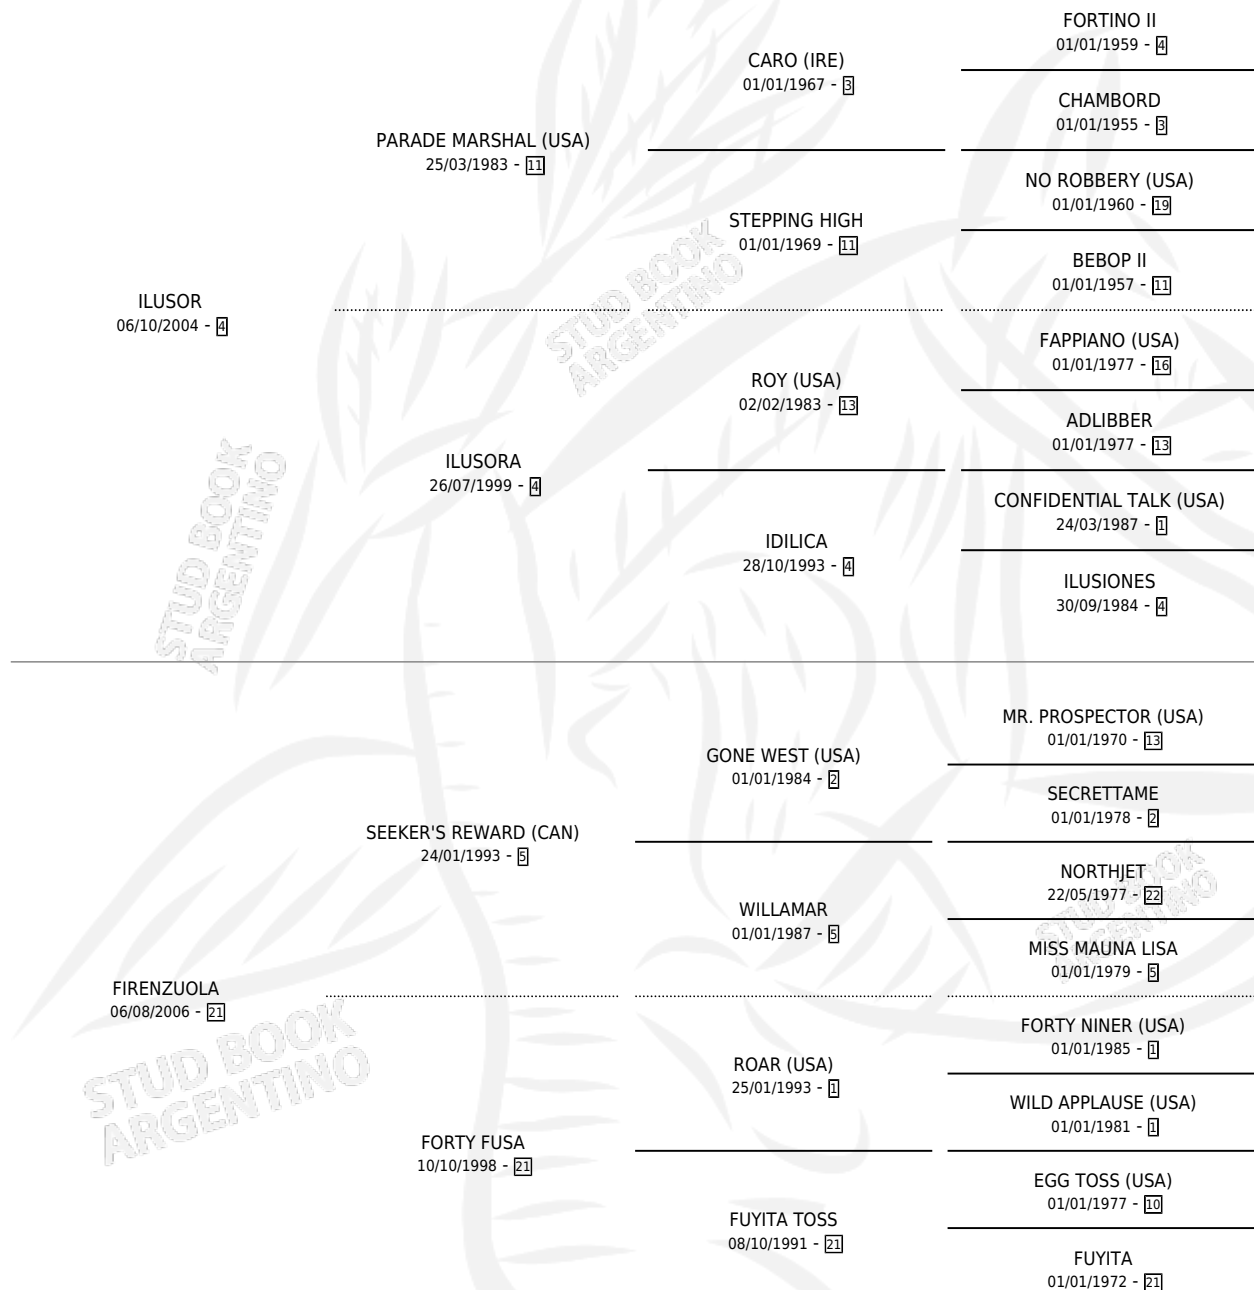 FORTINO II
01/01/1959 - 4
CARO (IRE)
01/01/1967 - 3
CHAMBORD
01/01/1955 - 3
PARADE MARSHAL (USA)
25/03/1983 - 11
NO ROBBERY (USA)
01/01/1960 - 19
STEPPING HIGH
01/01/1969 - 11
BEBOP II
01/01/1957 - 11
ILUSOR
06/10/2004 - 4
FAPPIANO (USA)
01/01/1977 - 16
ROY (USA)
02/02/1983 - 13
ADLIBBER
01/01/1977 - 13
ILUSORA
26/07/1999 - 4
CONFIDENTIAL TALK (USA)
24/03/1987 - 1
IDILICA
28/10/1993 - 4
ILUSIONES
30/09/1984 - 4
STUD BOOK
ARGENTINO
STUD BOOK
ARGENTINO
MR. PROSPECTOR (USA)
01/01/1970 - 13
GONE WEST (USA)
01/01/1984 - 2
SECRETTAME
01/01/1978 - 2
SEEKER'S REWARD (CAN)
24/01/1993 - 5
NORTHJET
22/05/1977 - 22
WILLAMAR
01/01/1987 - 5
MISS MAUNA LISA
01/01/1979 - 5
FIRENZUOLA
06/08/2006 - 21
FORTY NINER (USA)
01/01/1985 - 1
ROAR (USA)
25/01/1993 - 1
WILD APPLAUSE (USA)
01/01/1981 - 1
FORTY FUSA
10/10/1998 - 21
EGG TOSS (USA)
01/01/1977 - 10
FUYITA TOSS
08/10/1991 - 21
FUYITA
01/01/1972 - 21
STUD BOOK
ARGENTINO
STUD BOOK
ARGENTINO